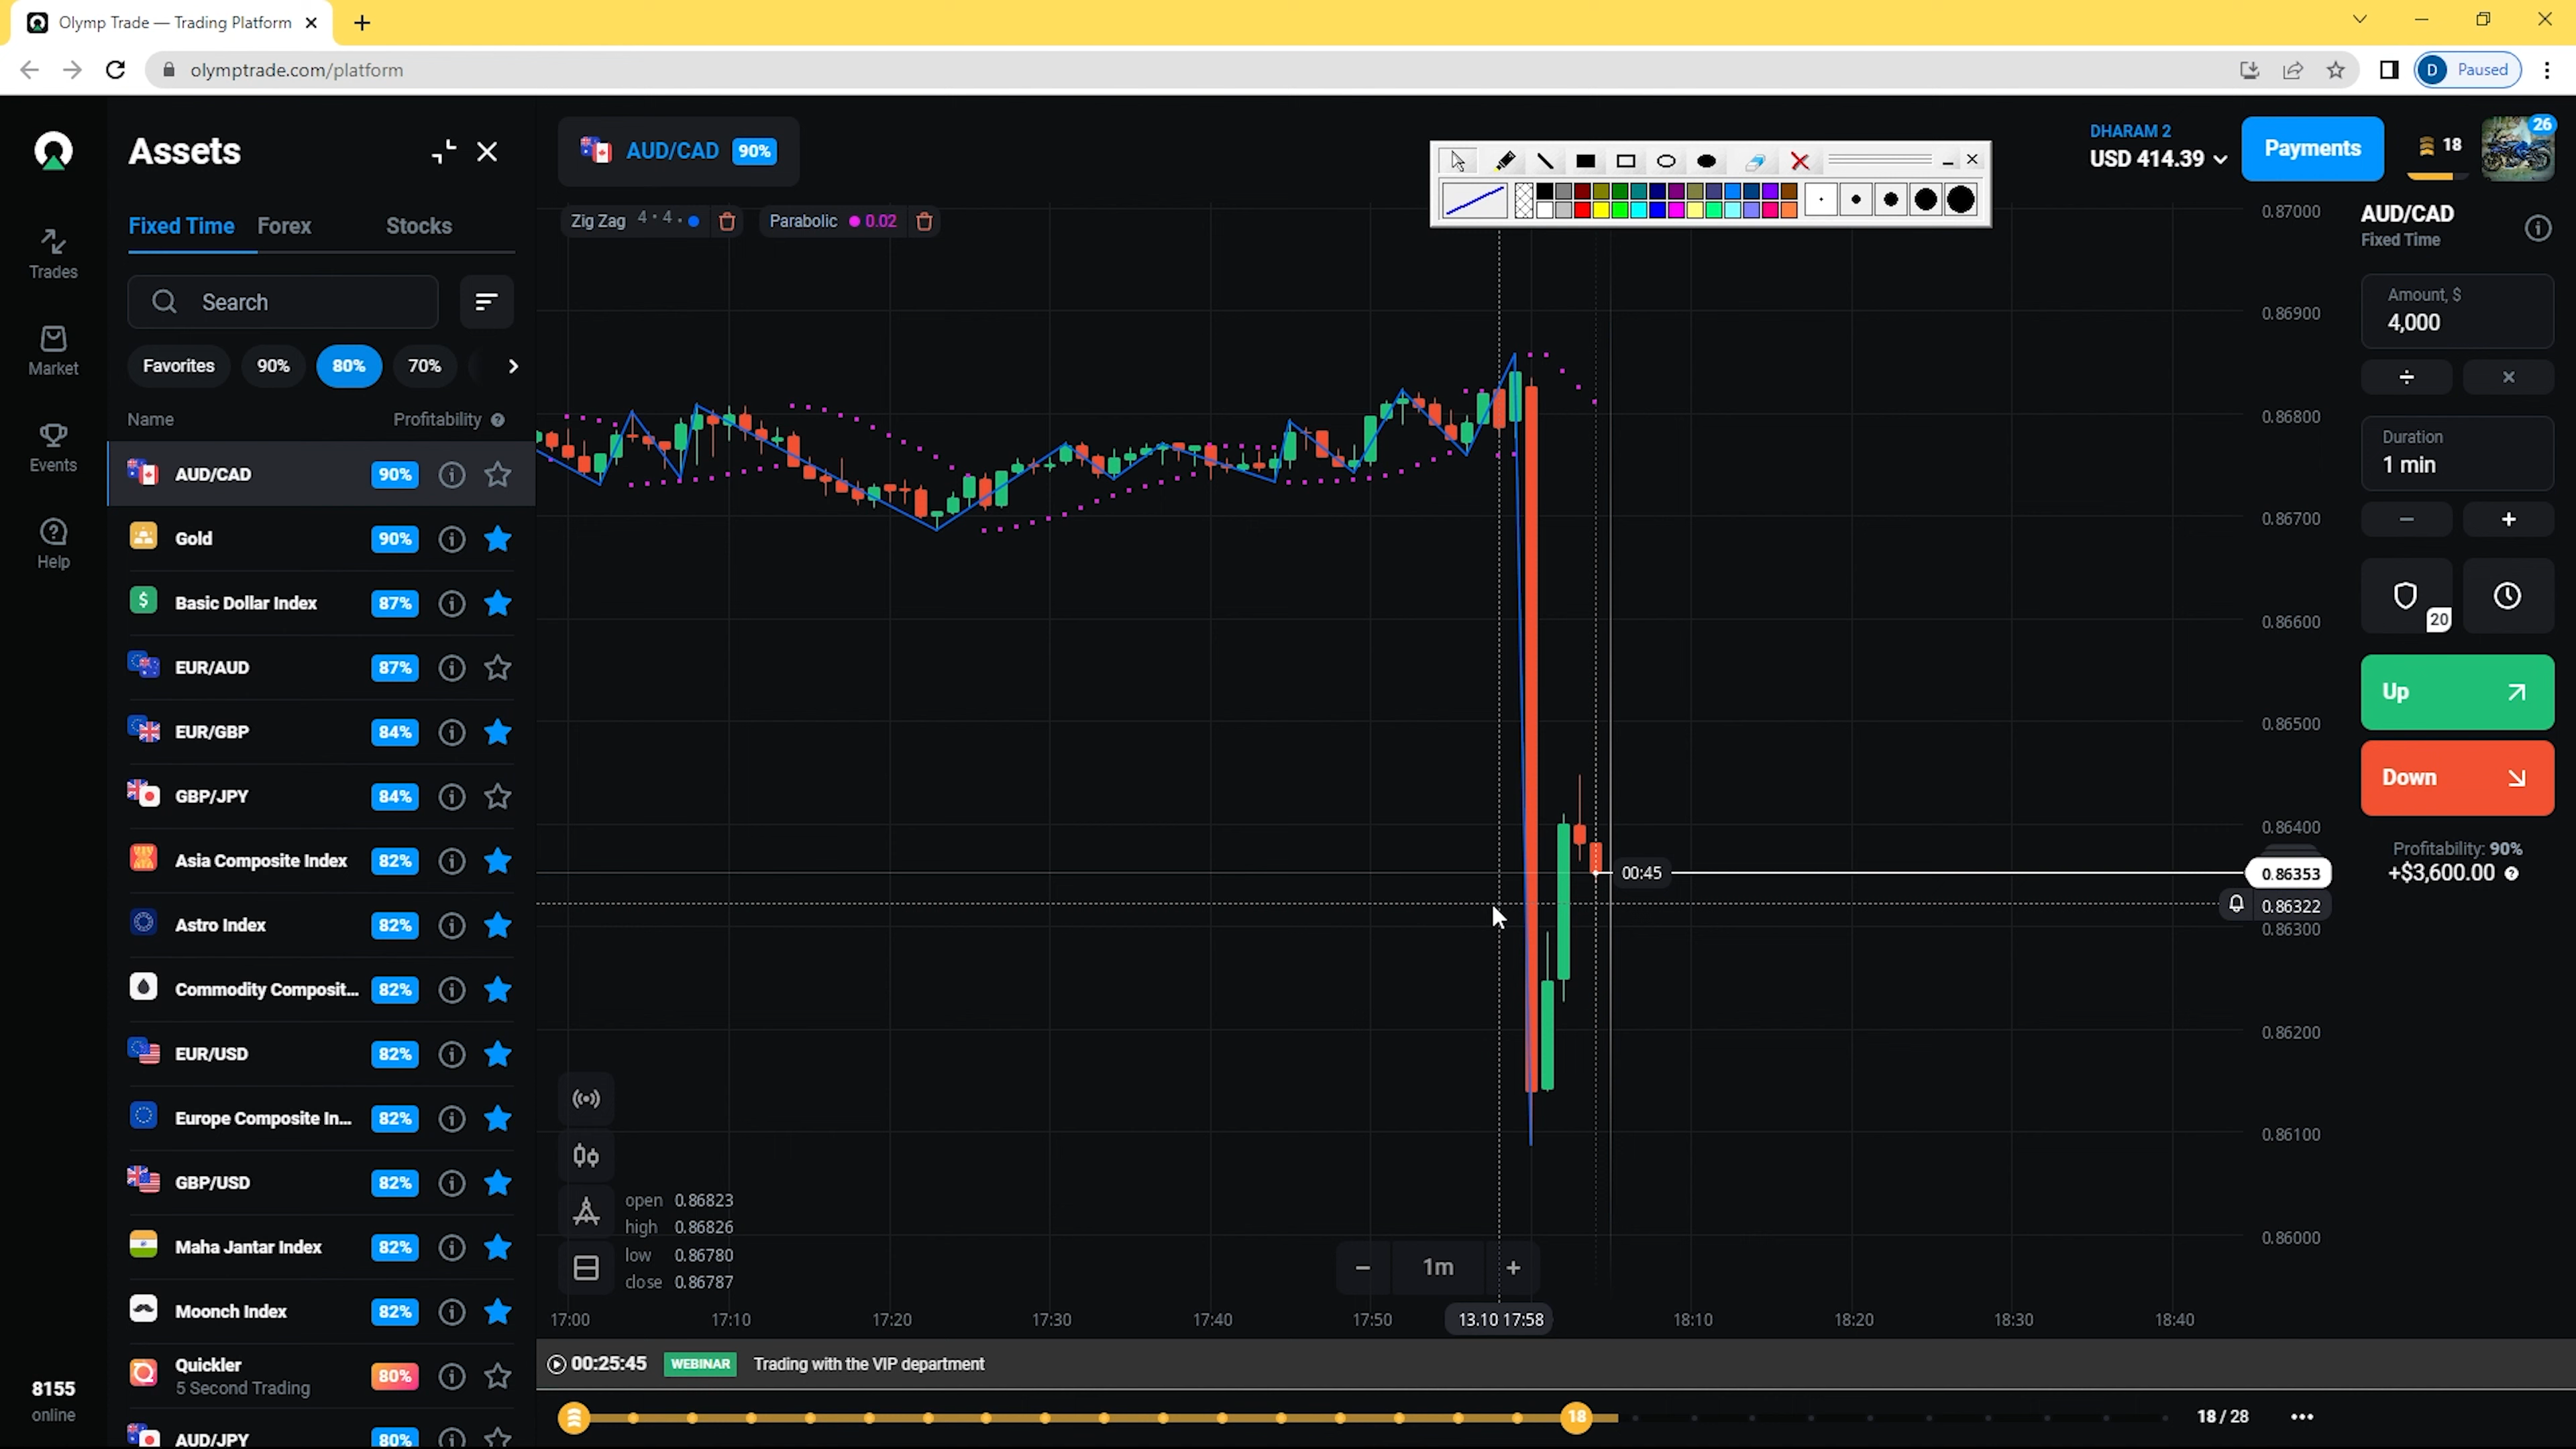 Olymp Trade — Trading Platform
olymptrade.com/platform
D Paused
Assets
AUD/CAD 90%
DHARAM 2
USD 414.39
Payments
18
26
Fixed Time Forex Stocks
Zig Zag 4 · 4 ·
Parabolic 0.02
Trades
Market
Events
Help
Search
Favorites 90% 80% 70%
Name Profitability
AUD/CAD 90%
Gold 90%
Basic Dollar Index 87%
EUR/AUD 87%
EUR/GBP 84%
GBP/JPY 84%
Asia Composite Index 82%
Astro Index 82%
Commodity Composit... 82%
EUR/USD 82%
Europe Composite In... 82%
GBP/USD 82%
Maha Jantar Index 82%
Moonch Index 82%
Quickler 80%
5 Second Trading
AUD/JPY 80%
8155
online
0.87000
0.86900
0.86800
0.86700
0.86600
0.86500
0.86400
0.86353
0.86322
0.86300
0.86200
0.86100
0.86000
00:45
open 0.86823
high 0.86826
low 0.86780
close 0.86787
− 1m +
17:00 17:10 17:20 17:30 17:40 17:50 13.10 17:58 18:10 18:20 18:30 18:40
00:25:45 WEBINAR Trading with the VIP department
18
18 / 28
AUD/CAD
Fixed Time
Amount, $
4,000
÷ ×
Duration
1 min
− +
20
Up
Down
Profitability: 90%
+$3,600.00